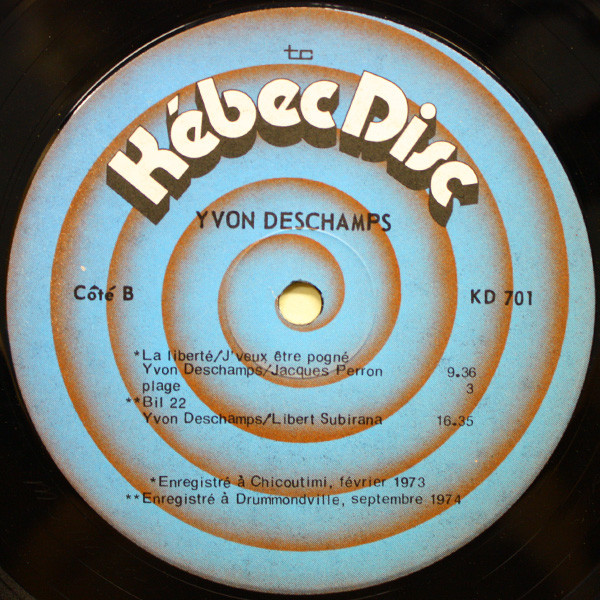 tc
Kébec Disc
YVON DESCHAMPS
Côté B KD 701
*La liberté/J'veux être pogné
Yvon Deschamps/Jacques Perron 9.36
plage 3
**Bil 22
Yvon Deschamps/Libert Subirana 16.35
*Enregistré à Chicoutimi, février 1973
**Enregistré à Drummondville, septembre 1974